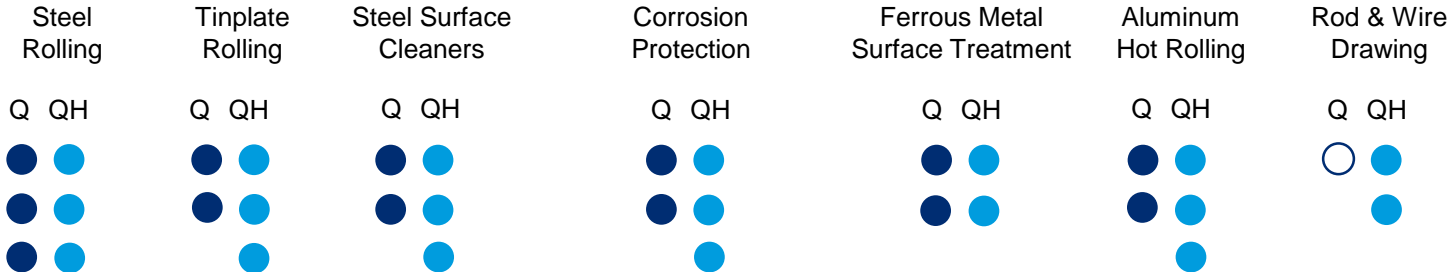 Steel
Rolling
Tinplate
Rolling
Steel Surface
Cleaners
Corrosion
Protection
Ferrous Metal
Surface Treatment
Aluminum
Hot Rolling
Rod & Wire
Drawing
Q QH
Q QH
Q QH
Q QH
Q QH
Q QH
Q QH